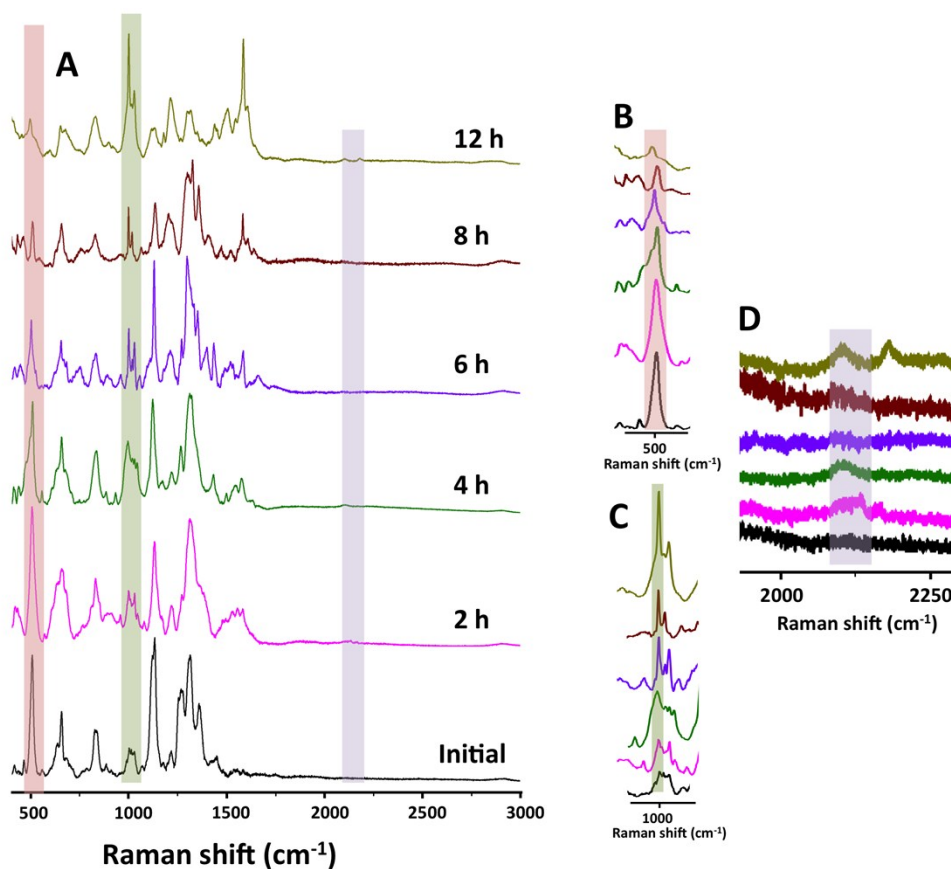 A
12 h
8 h
6 h
4 h
2 h
Initial
500 1000 1500 2000 2500 3000
Raman shift (cm⁻¹)
B
500
Raman shift (cm⁻¹)
C
1000
Raman shift (cm⁻¹)
D
2000 2250
Raman shift (cm⁻¹)